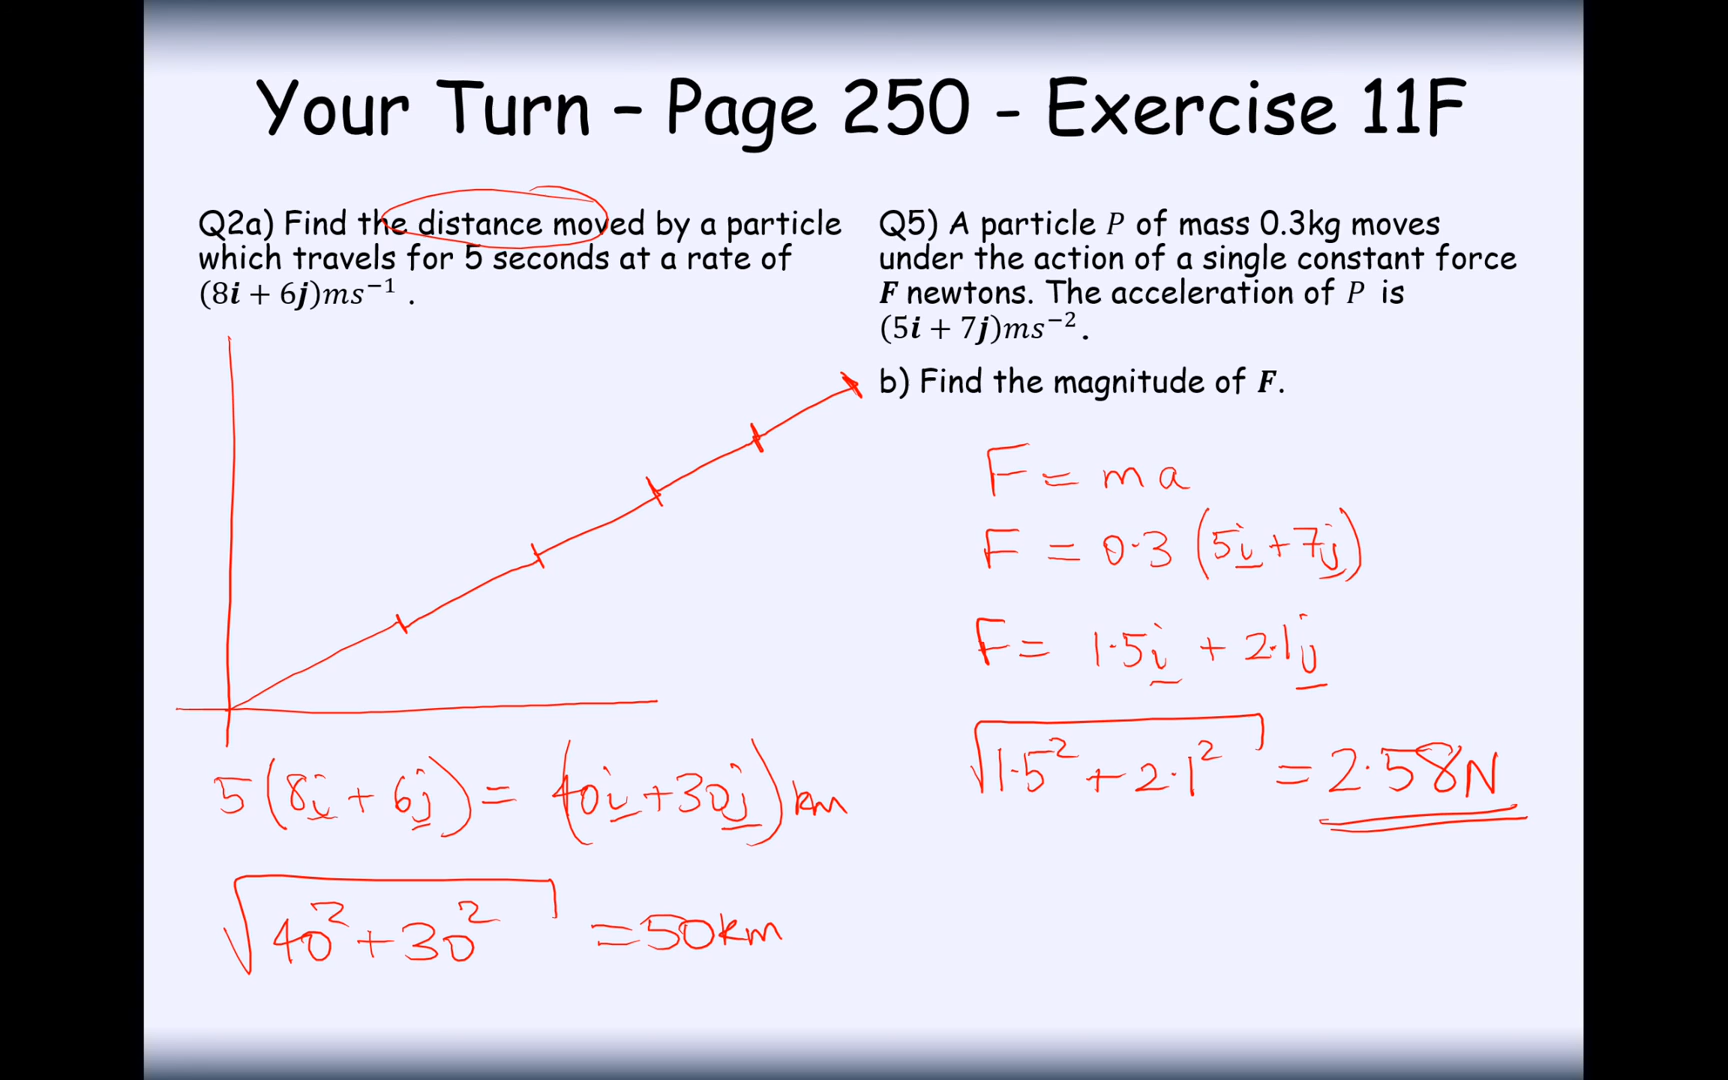 Your Turn – Page 250 - Exercise 11F
Q2a) Find the distance moved by a particle
which travels for 5 seconds at a rate of
(8i + 6j)ms⁻¹ .
5(8i + 6j) = (40i + 30j) km
√40² + 30² = 50km
Q5) A particle P of mass 0.3kg moves
under the action of a single constant force
F newtons. The acceleration of P is
(5i + 7j)ms⁻².
b) Find the magnitude of F.
F = ma
F = 0·3 (5i + 7j)
F = 1·5i + 2·1j
√1·5² + 2·1² = 2·58N